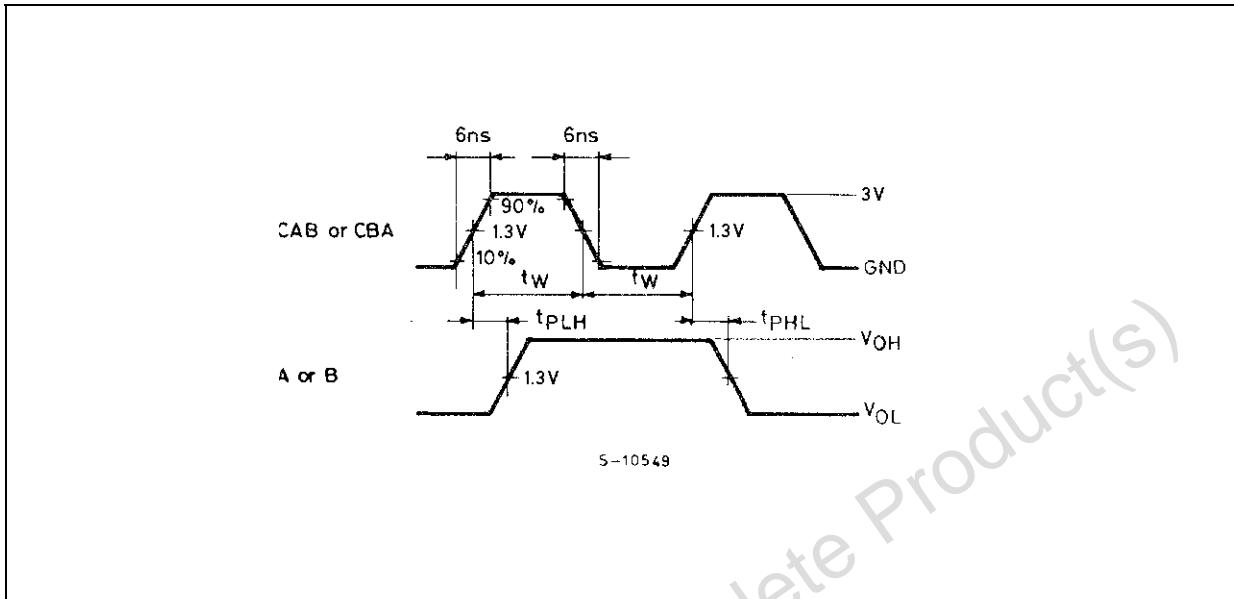 6ns 6ns
3V
90%
CAB or CBA 1.3V 1.3V
10%
GND
tW tW
tPLH tPHL
VOH
A or B 1.3V
VOL
S-10549
lete Product(s)